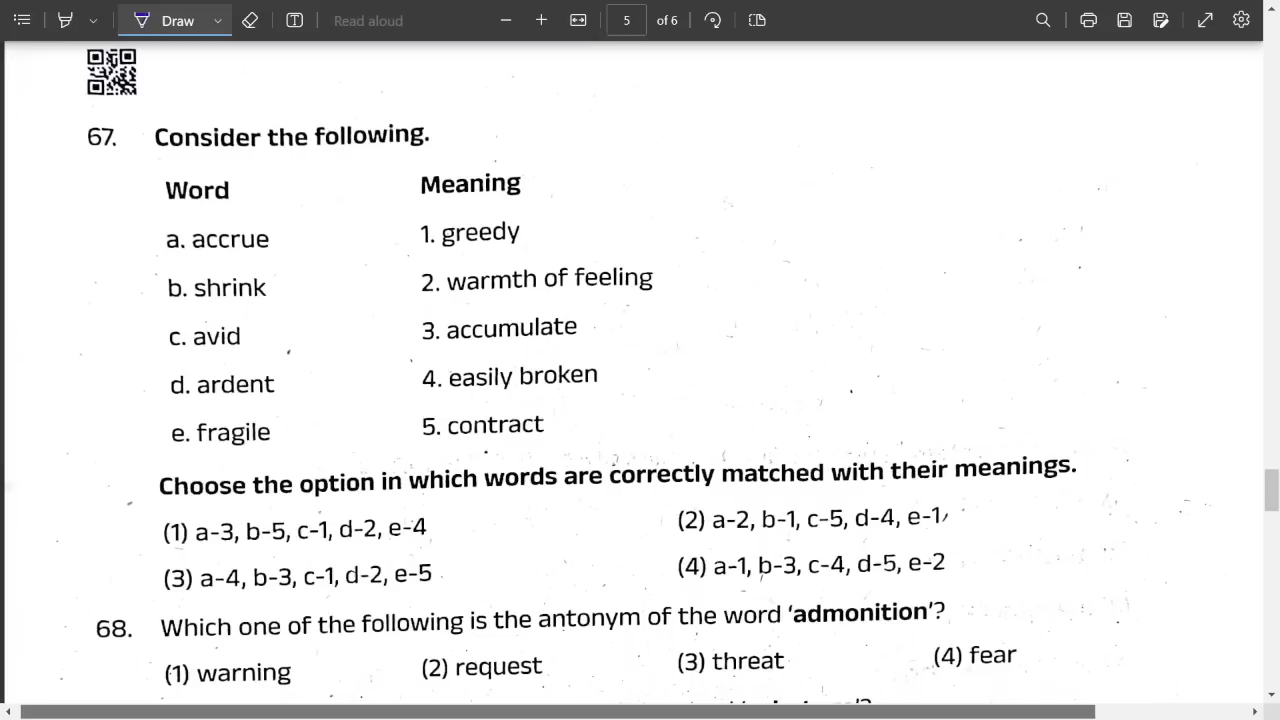 Draw
Read aloud
5 of 6
67. Consider the following.
Word Meaning
a. accrue 1. greedy
b. shrink 2. warmth of feeling
c. avid 3. accumulate
d. ardent 4. easily broken
e. fragile 5. contract
Choose the option in which words are correctly matched with their meanings.
(1) a-3, b-5, c-1, d-2, e-4 (2) a-2, b-1, c-5, d-4, e-1
(3) a-4, b-3, c-1, d-2, e-5 (4) a-1, b-3, c-4, d-5, e-2
68. Which one of the following is the antonym of the word ‘admonition’?
(1) warning (2) request (3) threat (4) fear